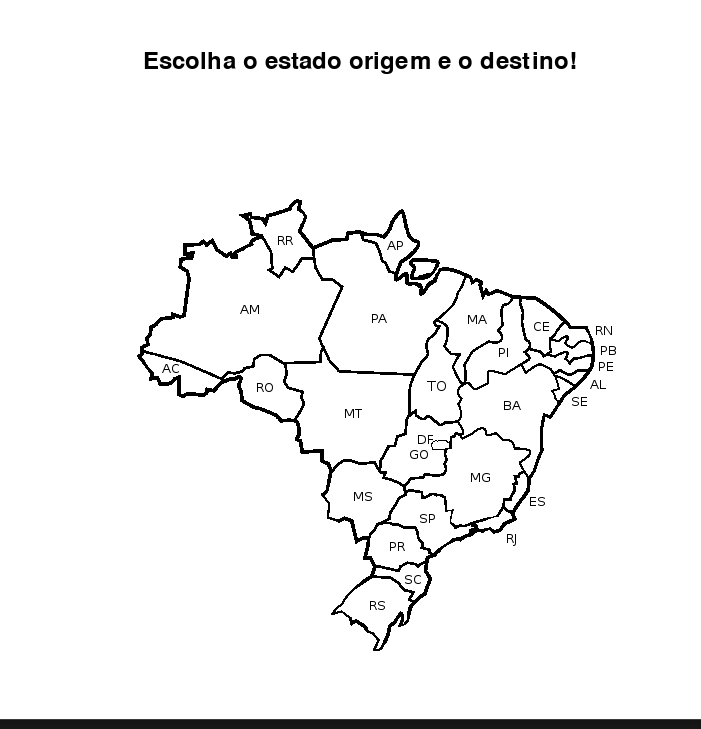 Escolha o estado origem e o destino!
RR
AP
AM
PA
MA
CE
RN
PI
PB
PE
AC
RO
TO
AL
MT
BA
SE
DF
GO
MG
MS
ES
SP
RJ
PR
SC
RS